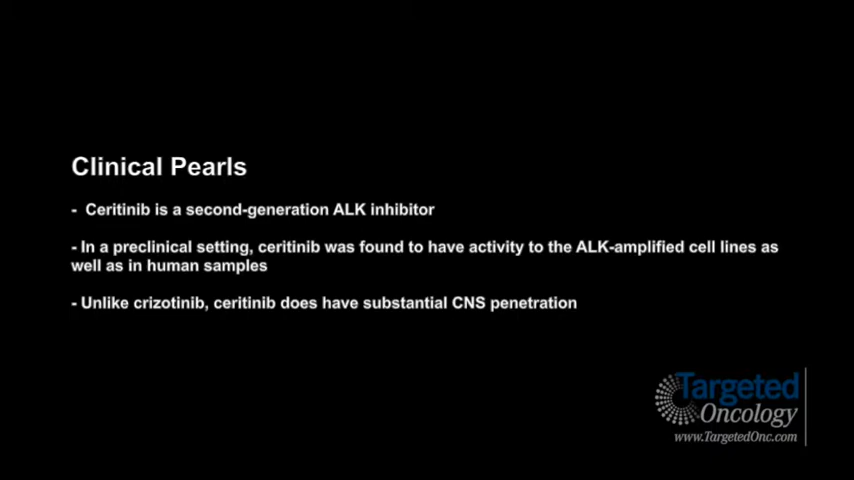 Clinical Pearls
- Ceritinib is a second-generation ALK inhibitor
- In a preclinical setting, ceritinib was found to have activity to the ALK-amplified cell lines as
well as in human samples
- Unlike crizotinib, ceritinib does have substantial CNS penetration
Targeted
Oncology
www.TargetedOnc.com